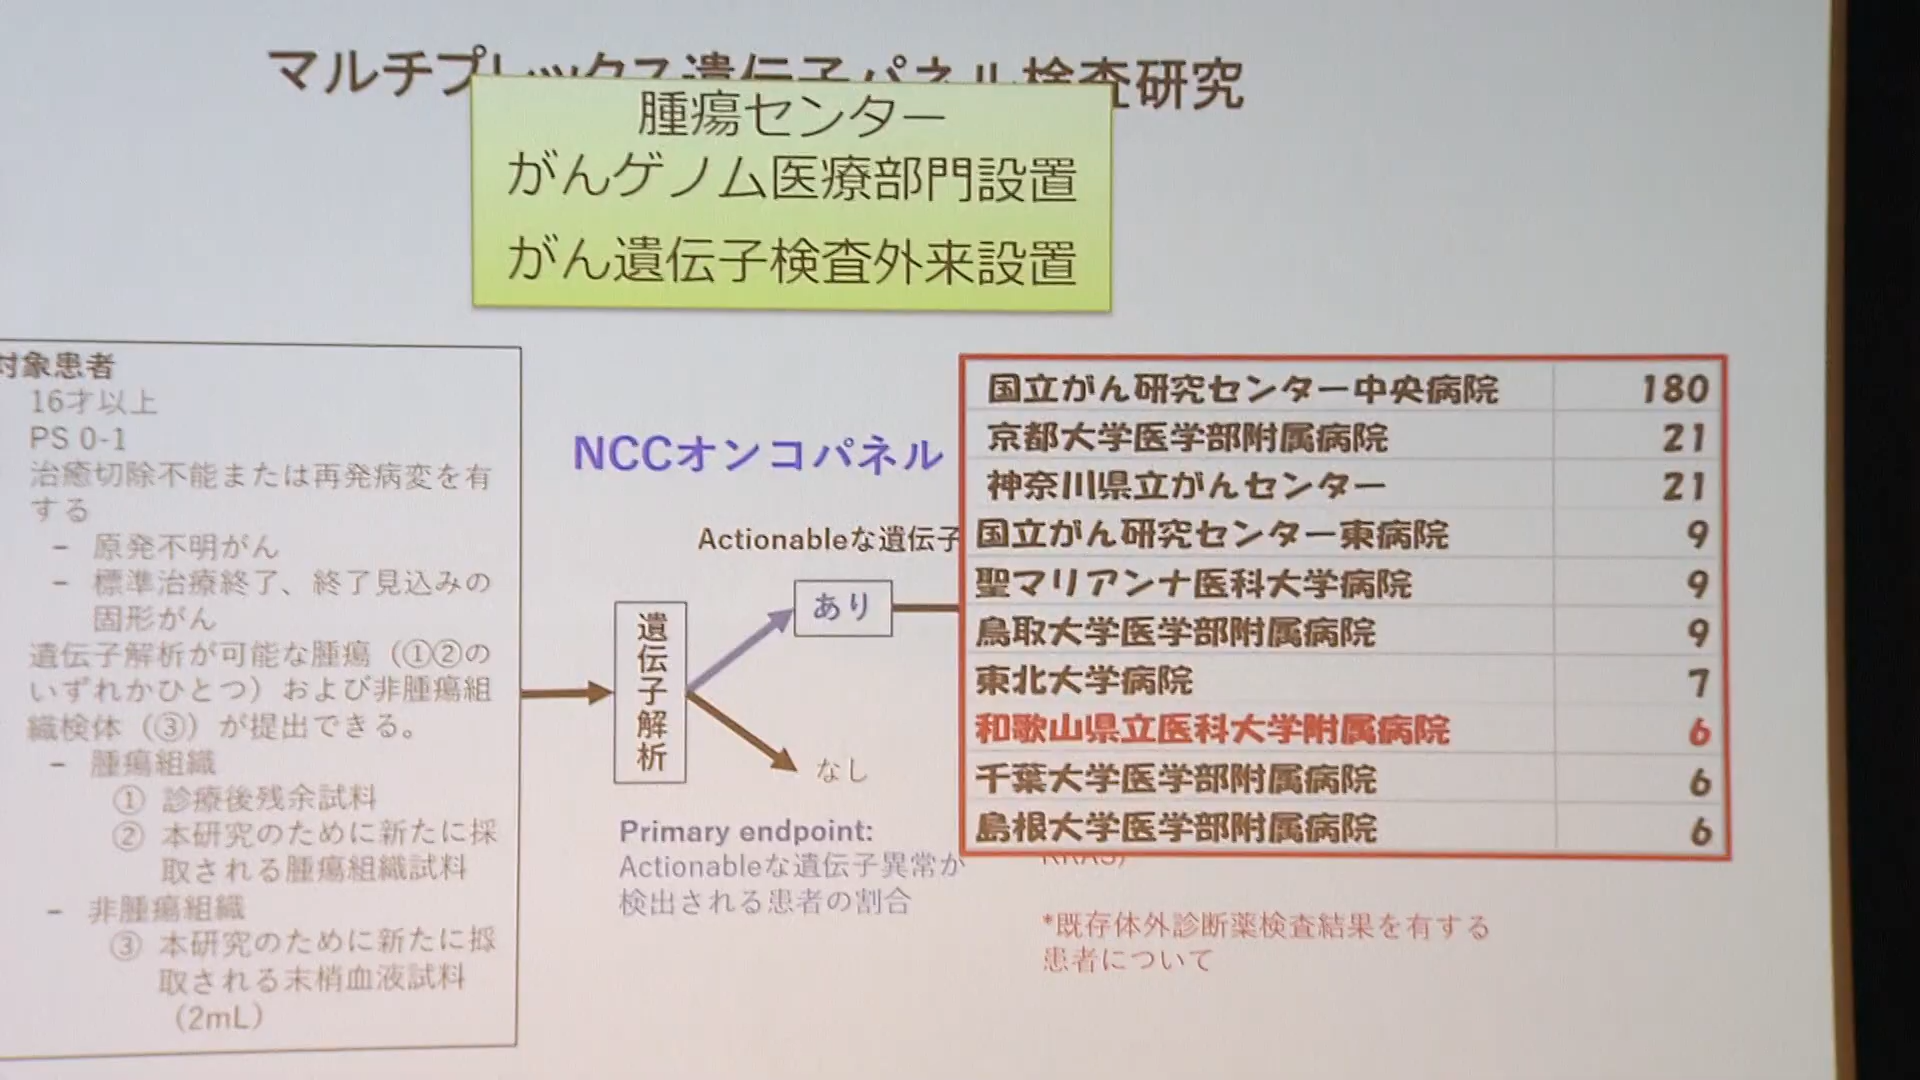 マルチプレックス遺伝子パネル検査研究
腫瘍センター
がんゲノム医療部門設置
がん遺伝子検査外来設置
対象患者
16才以上
PS 0-1
治癒切除不能または再発病変を有
する
– 原発不明がん
– 標準治療終了、終了見込みの
固形がん
遺伝子解析が可能な腫瘍（①②の
いずれかひとつ）および非腫瘍組
織検体（③）が提出できる。
– 腫瘍組織
① 診療後残余試料
② 本研究のために新たに採
取される腫瘍組織試料
– 非腫瘍組織
③ 本研究のために新たに採
取される末梢血液試料
（2mL）
NCCオンコパネル
Actionableな遺伝子
遺伝子解析
あり
なし
Primary endpoint:
Actionableな遺伝子異常が
検出される患者の割合
国立がん研究センター中央病院 180
京都大学医学部附属病院 21
神奈川県立がんセンター 21
国立がん研究センター東病院 9
聖マリアンナ医科大学病院 9
鳥取大学医学部附属病院 9
東北大学病院 7
和歌山県立医科大学附属病院 6
千葉大学医学部附属病院 6
島根大学医学部附属病院 6
KRAS)
*既存体外診断薬検査結果を有する
患者について